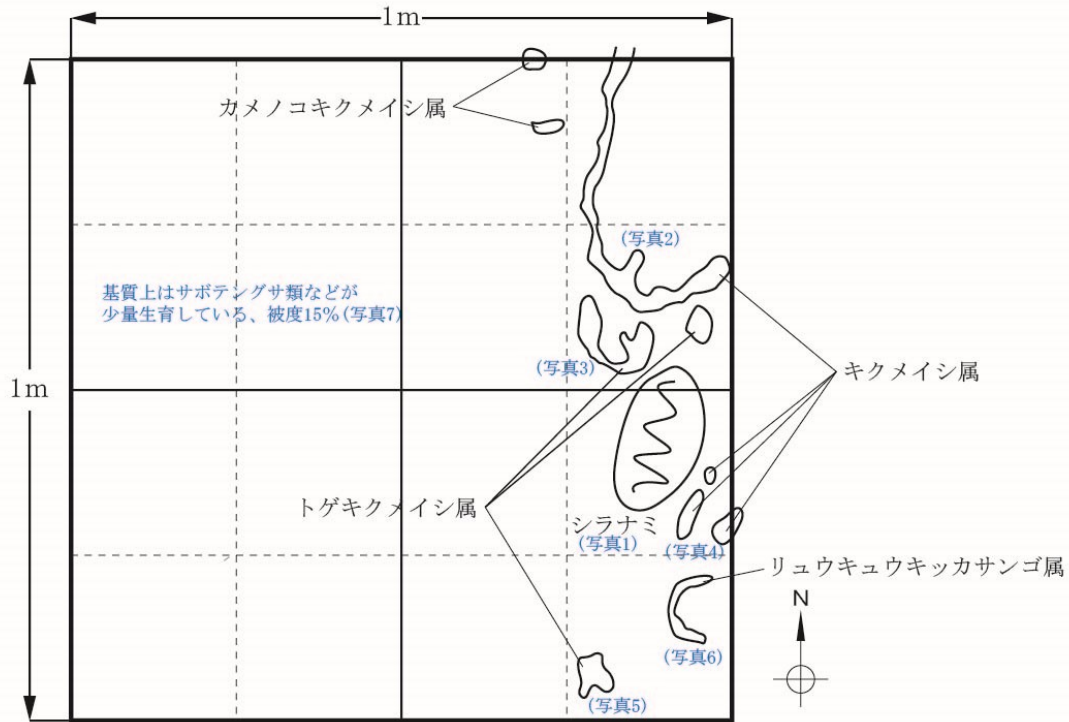 1m
カメノコキクメイシ属
(写真2)
基質上はサボテングサ類などが
少量生育している、被度15%(写真7)
(写真3)
1m
キクメイシ属
トゲキクメイシ属
シラナミ
(写真1)
(写真4)
リュウキュウキッカサンゴ属
N
(写真6)
(写真5)